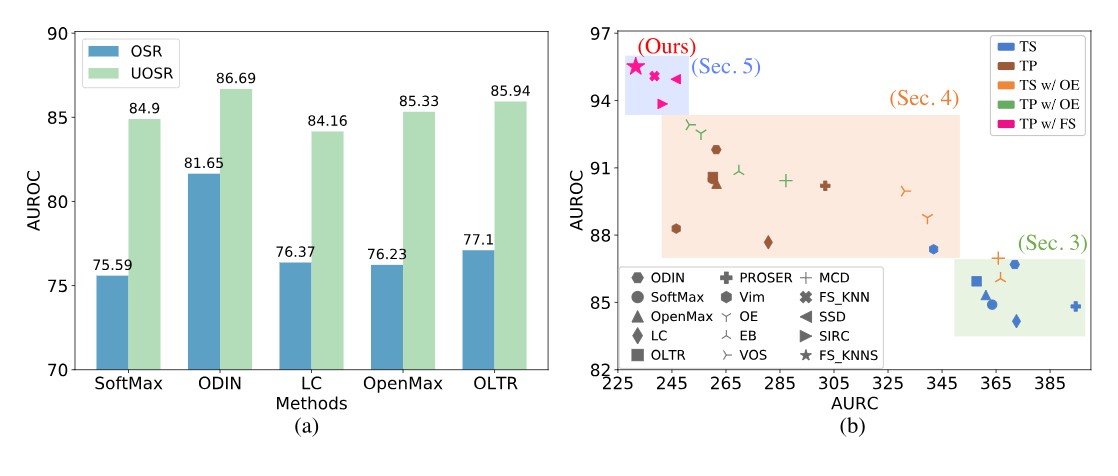 90
85
80
75
70
AUROC
OSR
UOSR
75.59
84.9
81.65
86.69
76.37
84.16
76.23
85.33
77.1
85.94
SoftMax ODIN LC OpenMax OLTR
Methods
(a)
97
94
91
88
85
82
AUROC
(Ours)
(Sec. 5)
(Sec. 4)
(Sec. 3)
TS
TP
TS w/ OE
TP w/ OE
TP w/ FS
ODIN PROSER MCD
SoftMax Vim FS_KNN
OpenMax OE SSD
LC EB SIRC
OLTR VOS FS_KNNS
225 245 265 285 305 325 345 365 385
AURC
(b)